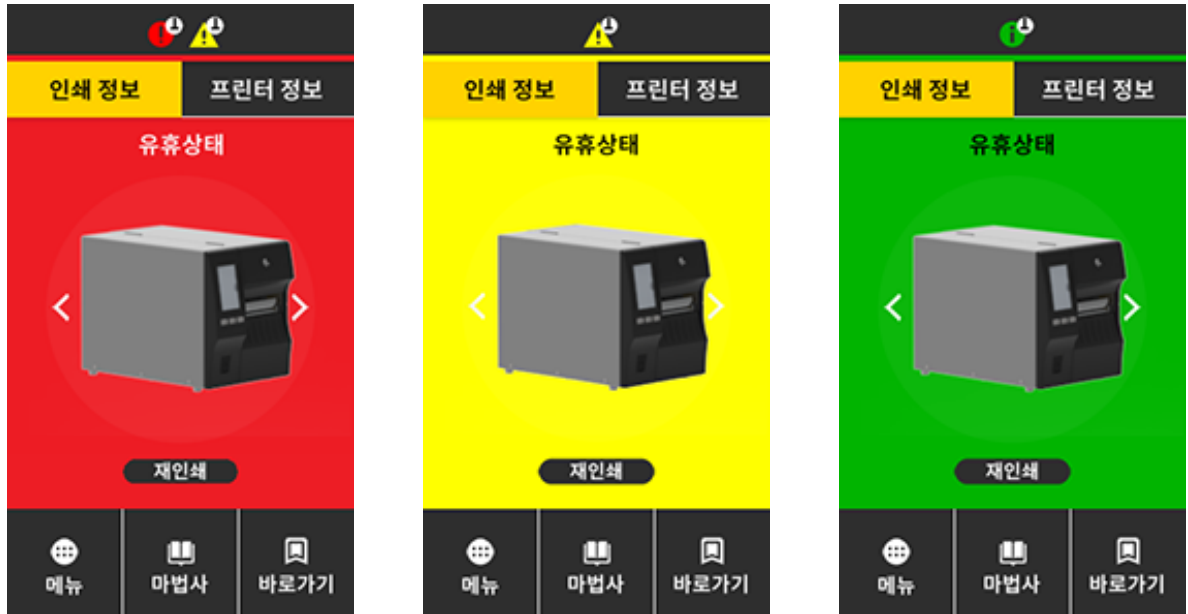 인쇄 정보 프린터 정보
유휴상태
재인쇄
메뉴 마법사 바로가기
인쇄 정보 프린터 정보
유휴상태
재인쇄
메뉴 마법사 바로가기
인쇄 정보 프린터 정보
유휴상태
재인쇄
메뉴 마법사 바로가기